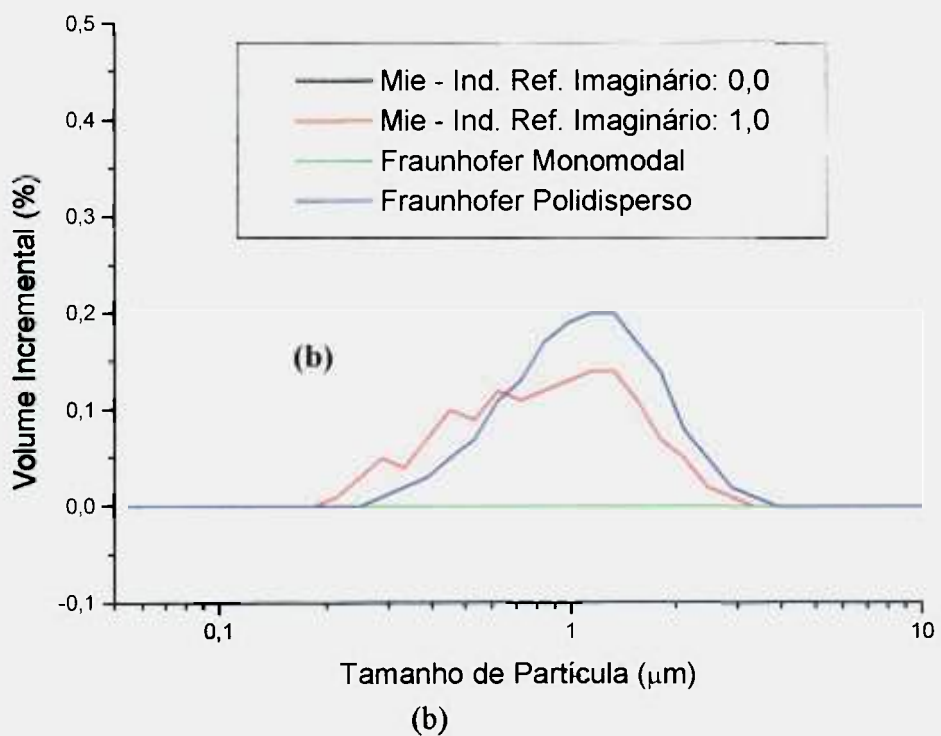 0,5
0,4
0,3
0,2
0,1
0,0
-0,1
Volume Incremental (%)
Mie - Ind. Ref. Imaginário: 0,0
Mie - Ind. Ref. Imaginário: 1,0
Fraunhofer Monomodal
Fraunhofer Polidisperso
(b)
0,1
1
10
Tamanho de Partícula (μm)
(b)